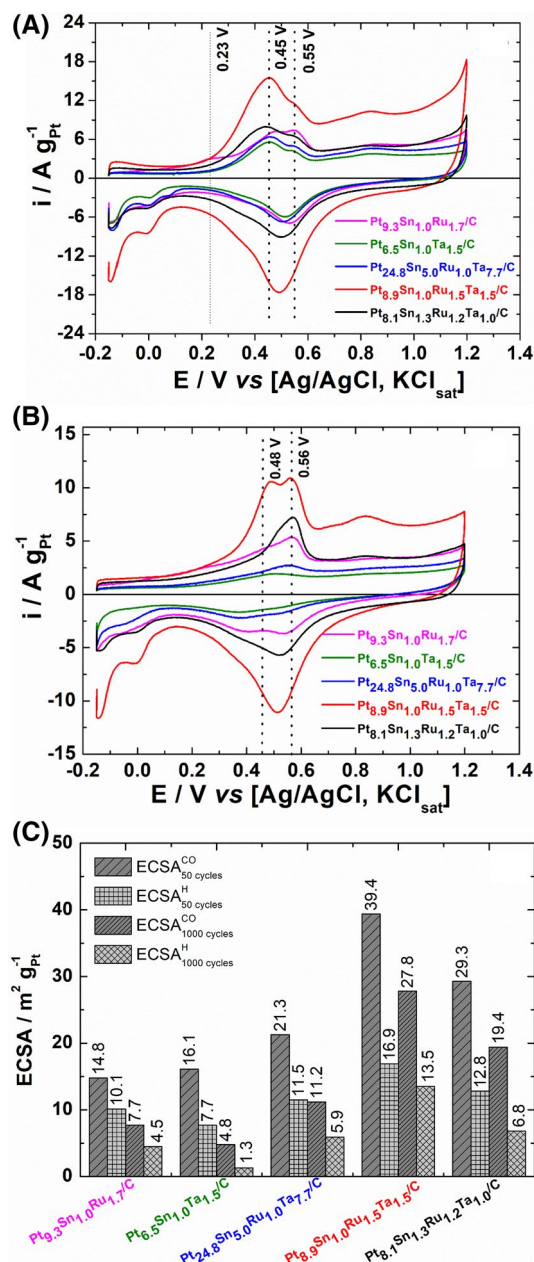 (A)
0.23 V
0.45 V
0.55 V
24
18
12
6
0
-6
-12
-18
-24
i / A g-1Pt
Pt9.3Sn1.0Ru1.7/C
Pt6.5Sn1.0Ta1.5/C
Pt24.8Sn5.0Ru1.0Ta7.7/C
Pt8.9Sn1.0Ru1.5Ta1.5/C
Pt8.1Sn1.3Ru1.2Ta1.0/C
-0.2 0.0 0.2 0.4 0.6 0.8 1.0 1.2 1.4
E / V vs [Ag/AgCl, KClsat]
(B)
0.48 V
0.56 V
15
10
5
0
-5
-10
-15
i / A g-1Pt
Pt9.3Sn1.0Ru1.7/C
Pt6.5Sn1.0Ta1.5/C
Pt24.8Sn5.0Ru1.0Ta7.7/C
Pt8.9Sn1.0Ru1.5Ta1.5/C
Pt8.1Sn1.3Ru1.2Ta1.0/C
-0.2 0.0 0.2 0.4 0.6 0.8 1.0 1.2 1.4
E / V vs [Ag/AgCl, KClsat]
(C)
50
40
30
20
10
0
ECSA / m2 g-1Pt
ECSACO50 cycles
ECSAH50 cycles
ECSACO1000 cycles
ECSAH1000 cycles
14.8 10.1 7.7 4.5
16.1 7.7 4.8 1.3
21.3 11.5 11.2 5.9
39.4 16.9 27.8 13.5
29.3 12.8 19.4 6.8
Pt9.3Sn1.0Ru1.7/C
Pt6.5Sn1.0Ta1.5/C
Pt24.8Sn5.0Ru1.0Ta7.7/C
Pt8.9Sn1.0Ru1.5Ta1.5/C
Pt8.1Sn1.3Ru1.2Ta1.0/C